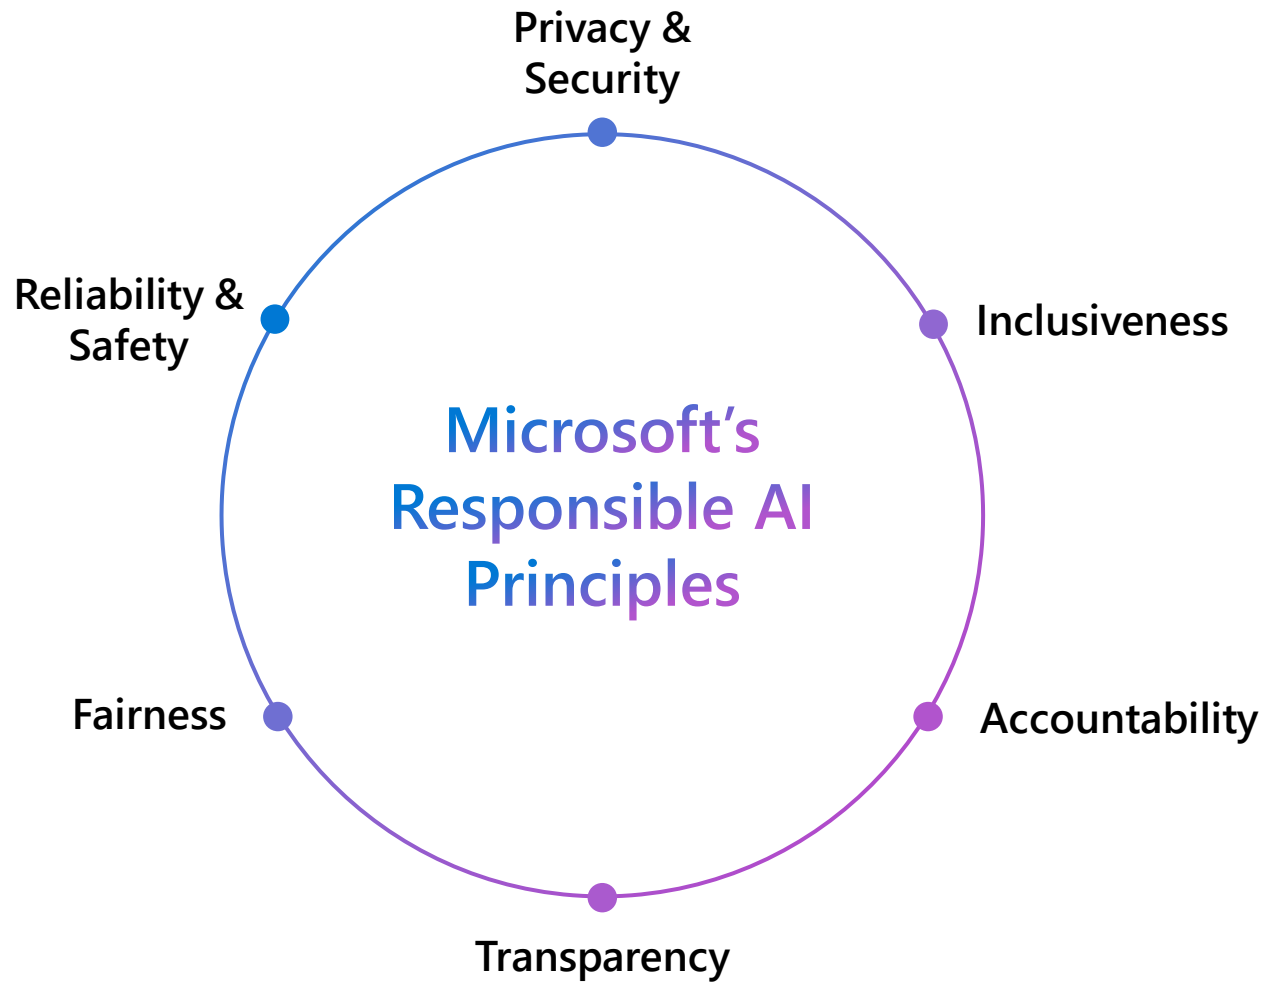 Privacy &
Security
Reliability &
Safety
Inclusiveness
Microsoft’s
Responsible AI
Principles
Fairness
Accountability
Transparency